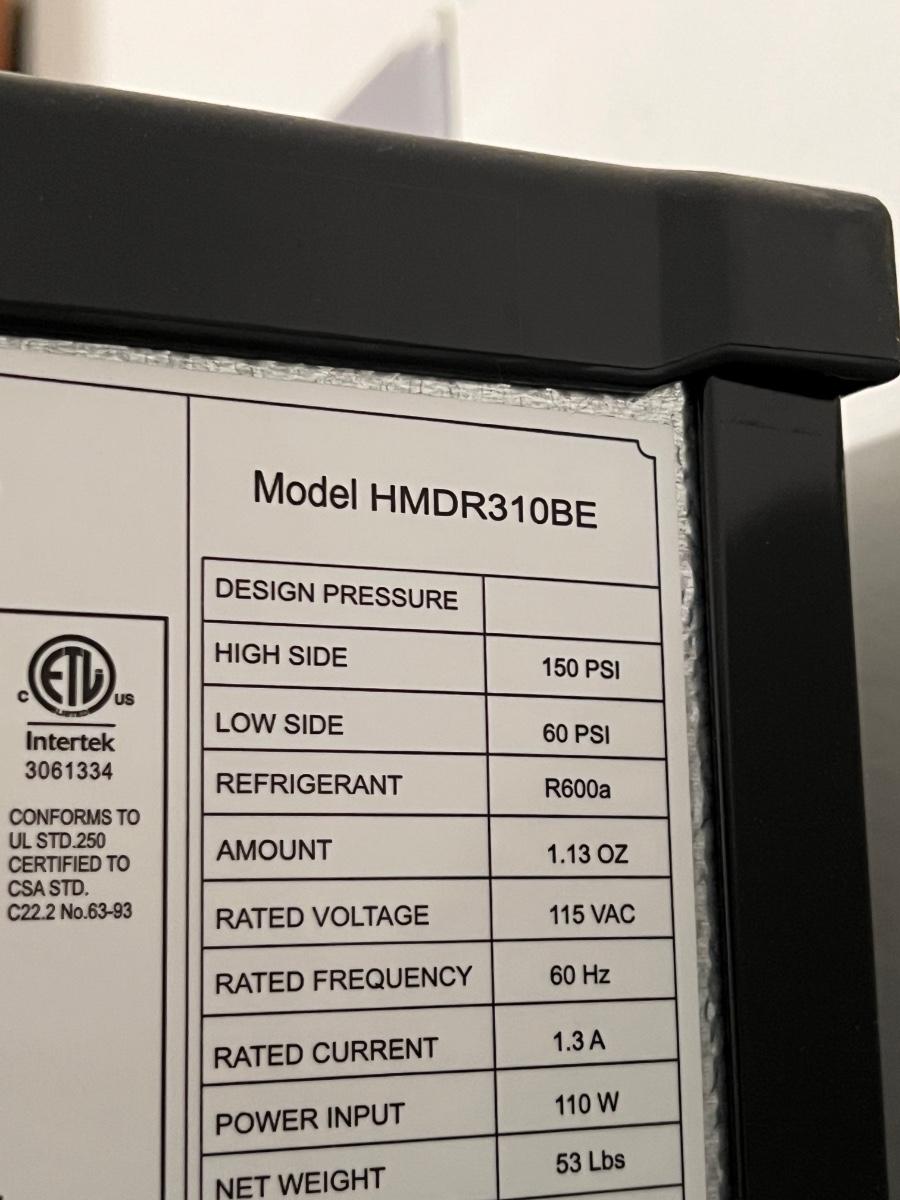 Model HMDR310BE
DESIGN PRESSURE
HIGH SIDE 150 PSI
LOW SIDE 60 PSI
REFRIGERANT R600a
AMOUNT 1.13 OZ
RATED VOLTAGE 115 VAC
RATED FREQUENCY 60 Hz
RATED CURRENT 1.3 A
POWER INPUT 110 W
NET WEIGHT 53 Lbs
C ETL US
LISTED
Intertek
3061334
CONFORMS TO
UL STD.250
CERTIFIED TO
CSA STD.
C22.2 No.63-93